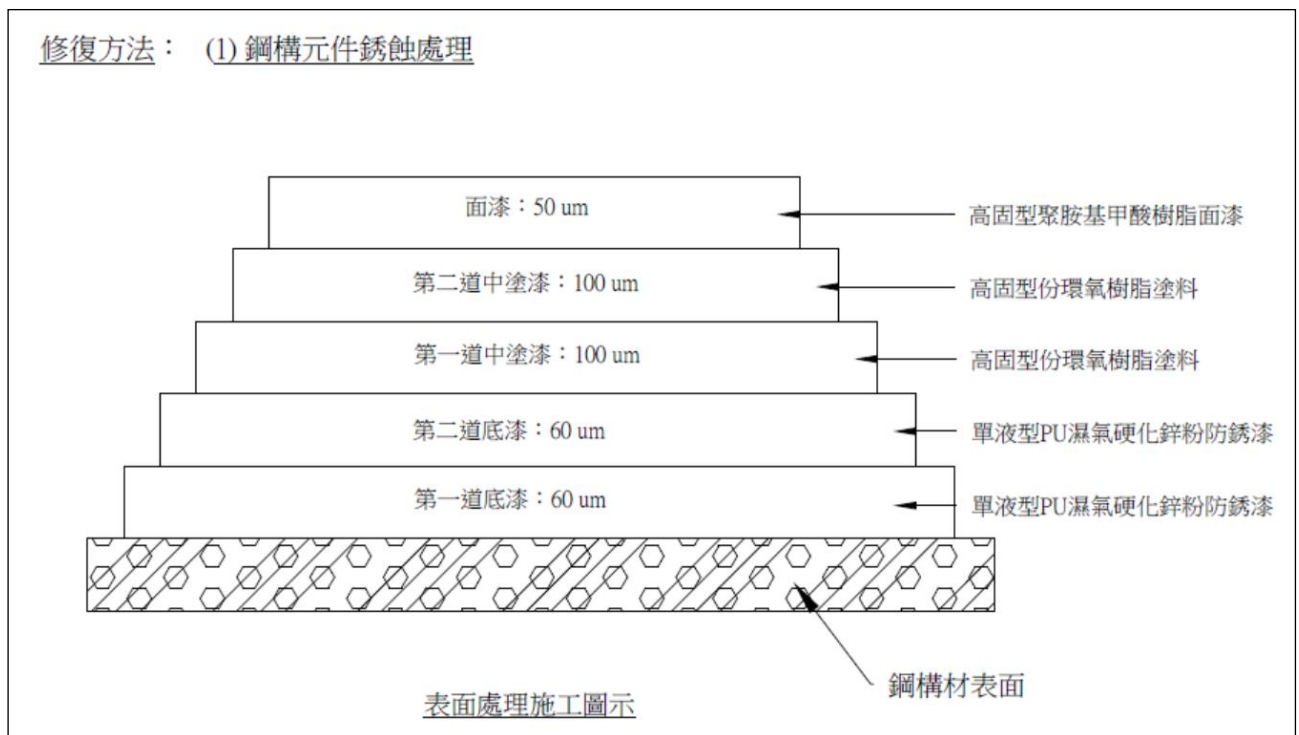 修復方法： (1) 鋼構元件銹蝕處理
面漆：50 um
高固型聚胺基甲酸樹脂面漆
第二道中塗漆：100 um
高固型份環氧樹脂塗料
第一道中塗漆：100 um
高固型份環氧樹脂塗料
第二道底漆：60 um
單液型PU濕氣硬化鋅粉防銹漆
第一道底漆：60 um
單液型PU濕氣硬化鋅粉防銹漆
鋼構材表面
表面處理施工圖示